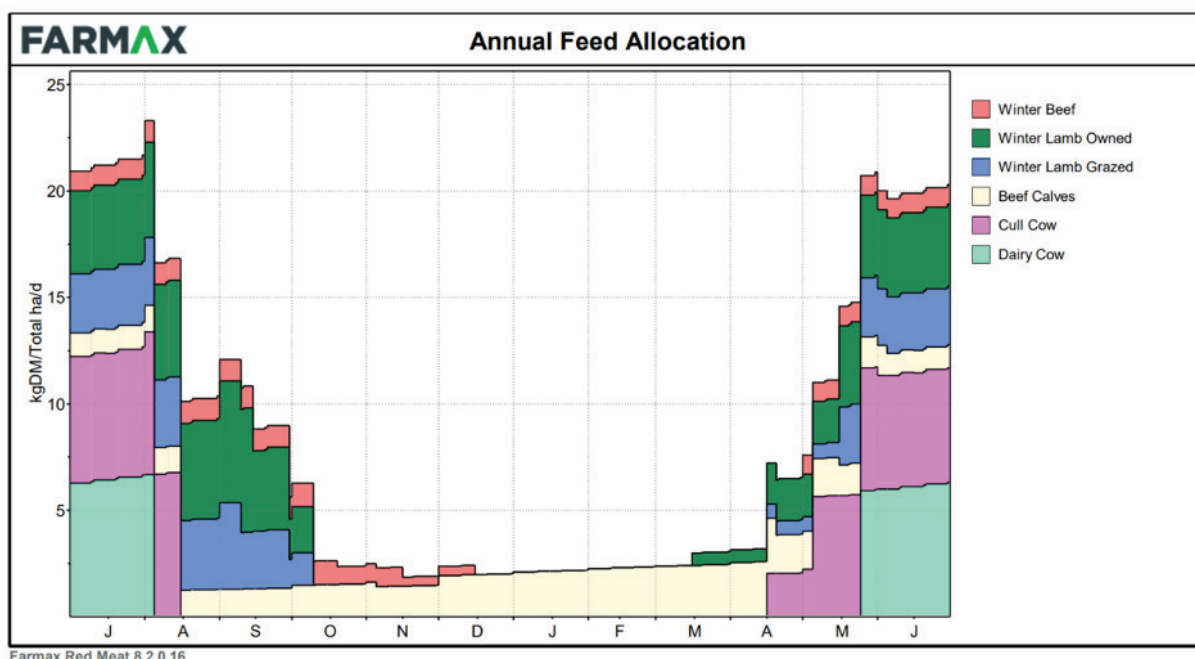 FARMAX
Annual Feed Allocation
kgDM/Total ha/d
25
20
15
10
5
J A S O N D J F M A M J
Winter Beef
Winter Lamb Owned
Winter Lamb Grazed
Beef Calves
Cull Cow
Dairy Cow
Farmax Red Meat 8.2.0.16